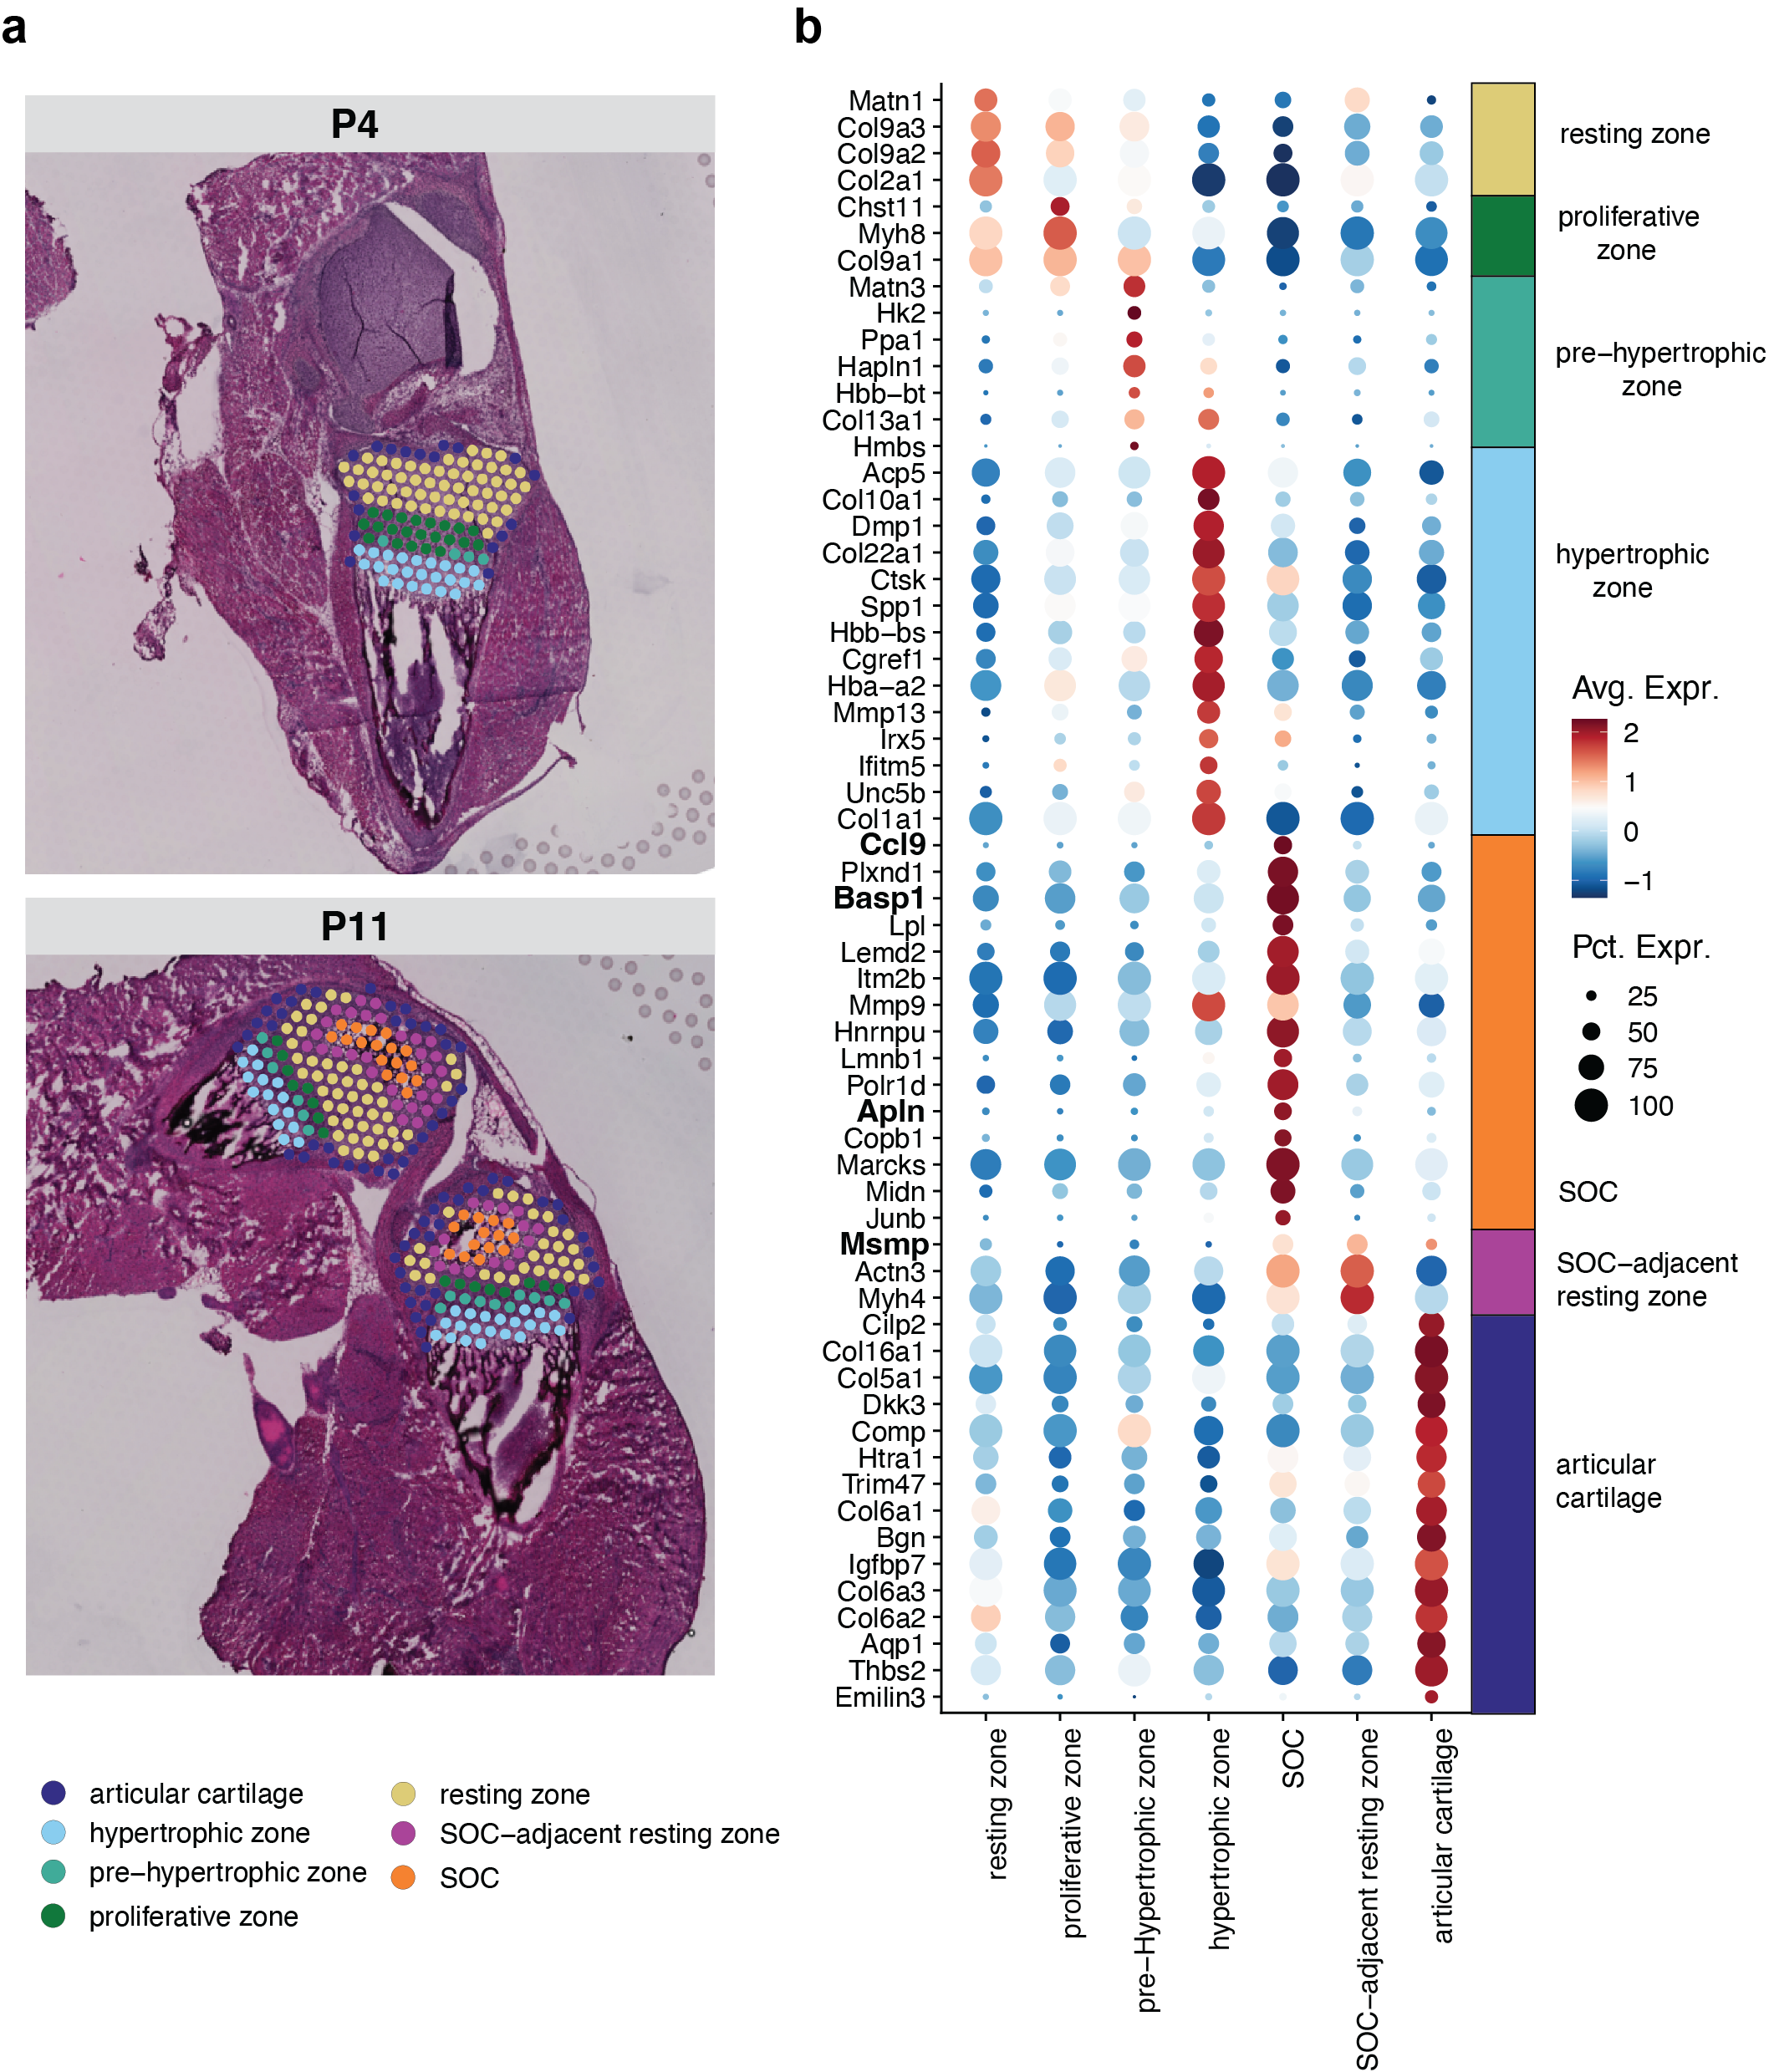 a
P4
P11
articular cartilage
hypertrophic zone
pre−hypertrophic zone
proliferative zone
resting zone
SOC−adjacent resting zone
SOC
b
Matn1
Col9a3
Col9a2
Col2a1
Chst11
Myh8
Col9a1
Matn3
Hk2
Ppa1
Hapln1
Hbb−bt
Col13a1
Hmbs
Acp5
Col10a1
Dmp1
Col22a1
Ctsk
Spp1
Hbb−bs
Cgref1
Hba−a2
Mmp13
Irx5
Ifitm5
Unc5b
Col1a1
Ccl9
Plxnd1
Basp1
Lpl
Lemd2
Itm2b
Mmp9
Hnrnpu
Lmnb1
Polr1d
Apln
Copb1
Marcks
Midn
Junb
Msmp
Actn3
Myh4
Cilp2
Col16a1
Col5a1
Dkk3
Comp
Htra1
Trim47
Col6a1
Bgn
Igfbp7
Col6a3
Col6a2
Aqp1
Thbs2
Emilin3
resting zone
proliferative zone
pre−Hypertrophic zone
hypertrophic zone
SOC
SOC−adjacent resting zone
articular cartilage
resting zone
proliferative
zone
pre−hypertrophic
zone
hypertrophic
zone
Avg. Expr.
2
1
0
−1
Pct. Expr.
25
50
75
100
SOC
SOC−adjacent
resting zone
articular
cartilage